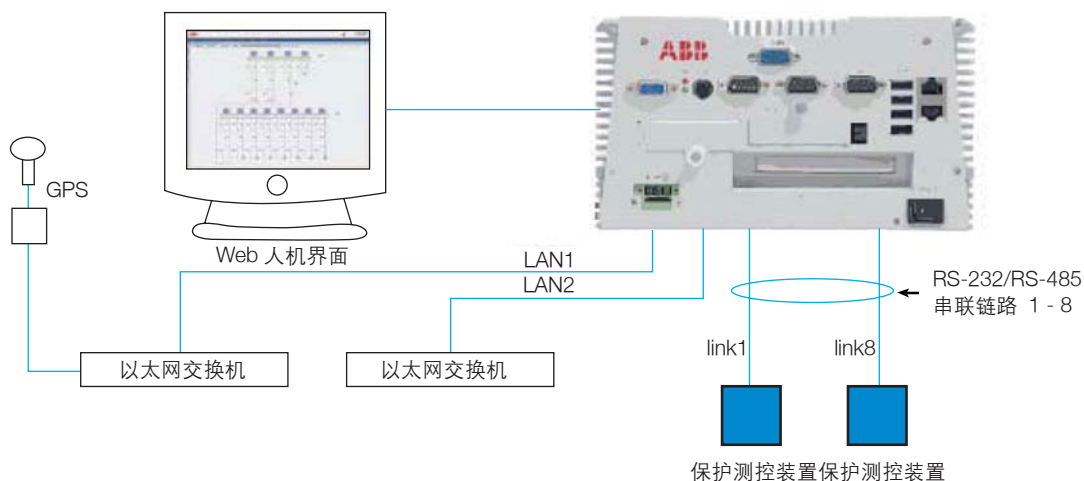 ABB
GPS
Web 人机界面
LAN1
LAN2
RS-232/RS-485
串联链路 1 - 8
link1
link8
以太网交换机
以太网交换机
保护测控装置保护测控装置